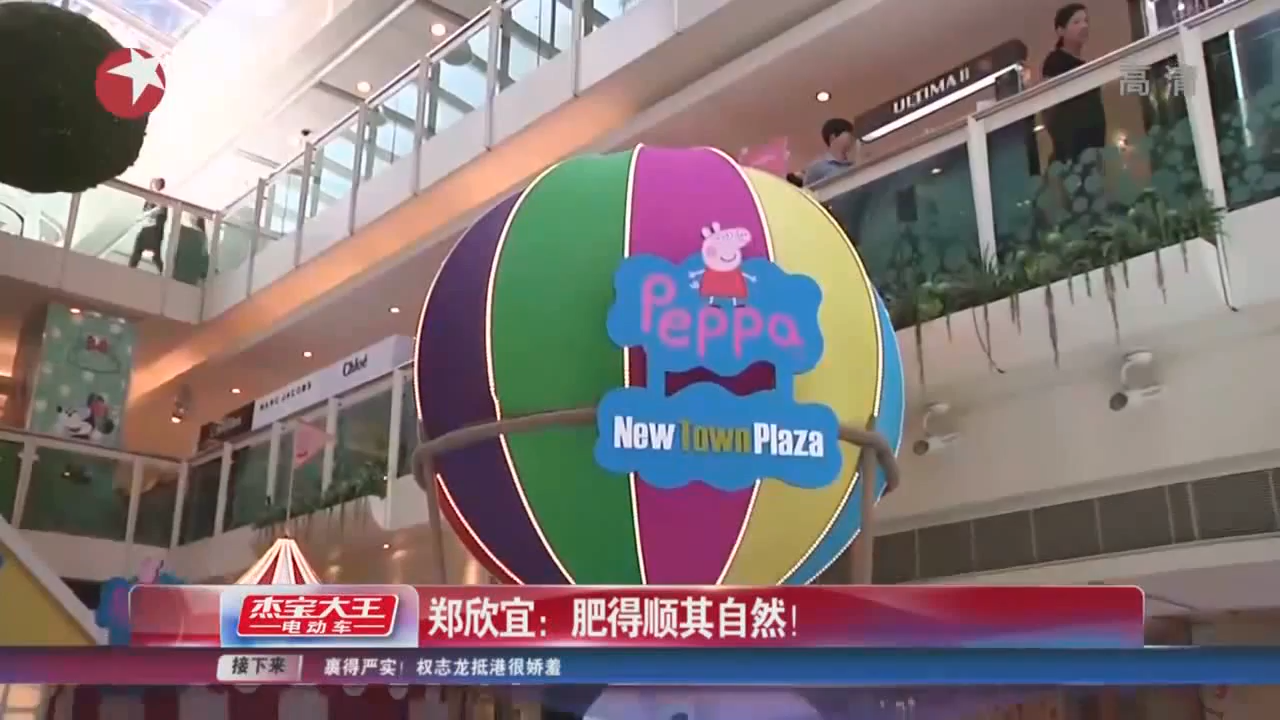 高清
ULTIMA II
Peppa
New Town Plaza
Chloé
MARC JACOBS
杰宝大王
电动车
郑欣宜：肥得顺其自然！
接下来
裹得严实！权志龙抵港很娇羞